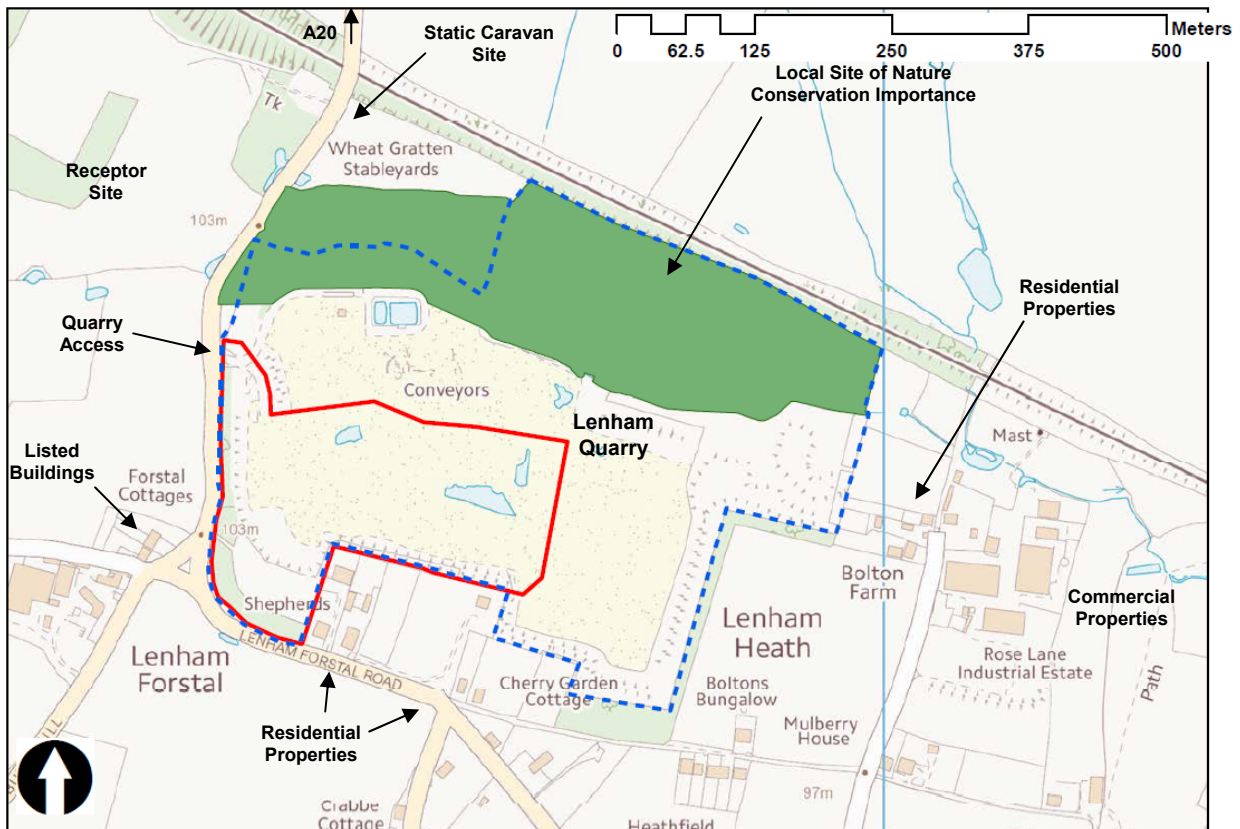 A20
Static Caravan
Site
Meters
0 62.5 125 250 375 500
Local Site of Nature
Conservation Importance
Tk
Wheat Gratten
Stableyards
Receptor
Site
103m
Residential
Properties
Quarry
Access
Conveyors
Lenham
Quarry
Mast
Listed
Buildings
Forstal
Cottages
103m
Bolton
Farm
Commercial
Properties
Shepherds
Lenham
Heath
LENHAM FORSTAL ROAD
Lenham
Forstal
Rose Lane
Industrial Estate
Path
Cherry Garden
Cottage
Boltons
Bungalow
Residential
Properties
Mulberry
House
97m
Crabbe
Cottage
Heathfield